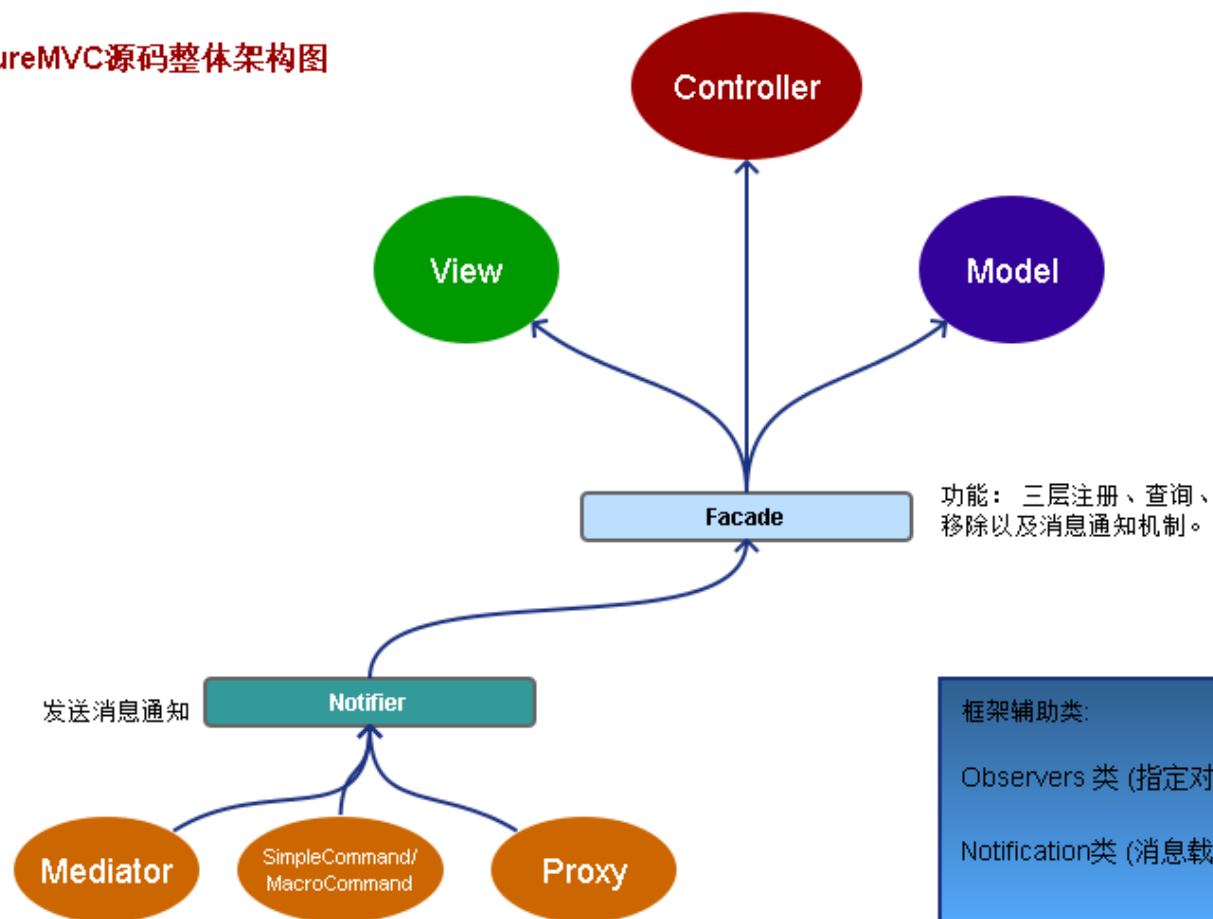 ureMVC源码整体架构图
Controller
View
Model
Facade
功能： 三层注册、查询、
移除以及消息通知机制。
发送消息通知
Notifier
框架辅助类:
Observers 类 (指定对
Notification类 (消息载
Mediator
SimpleCommand/
MacroCommand
Proxy